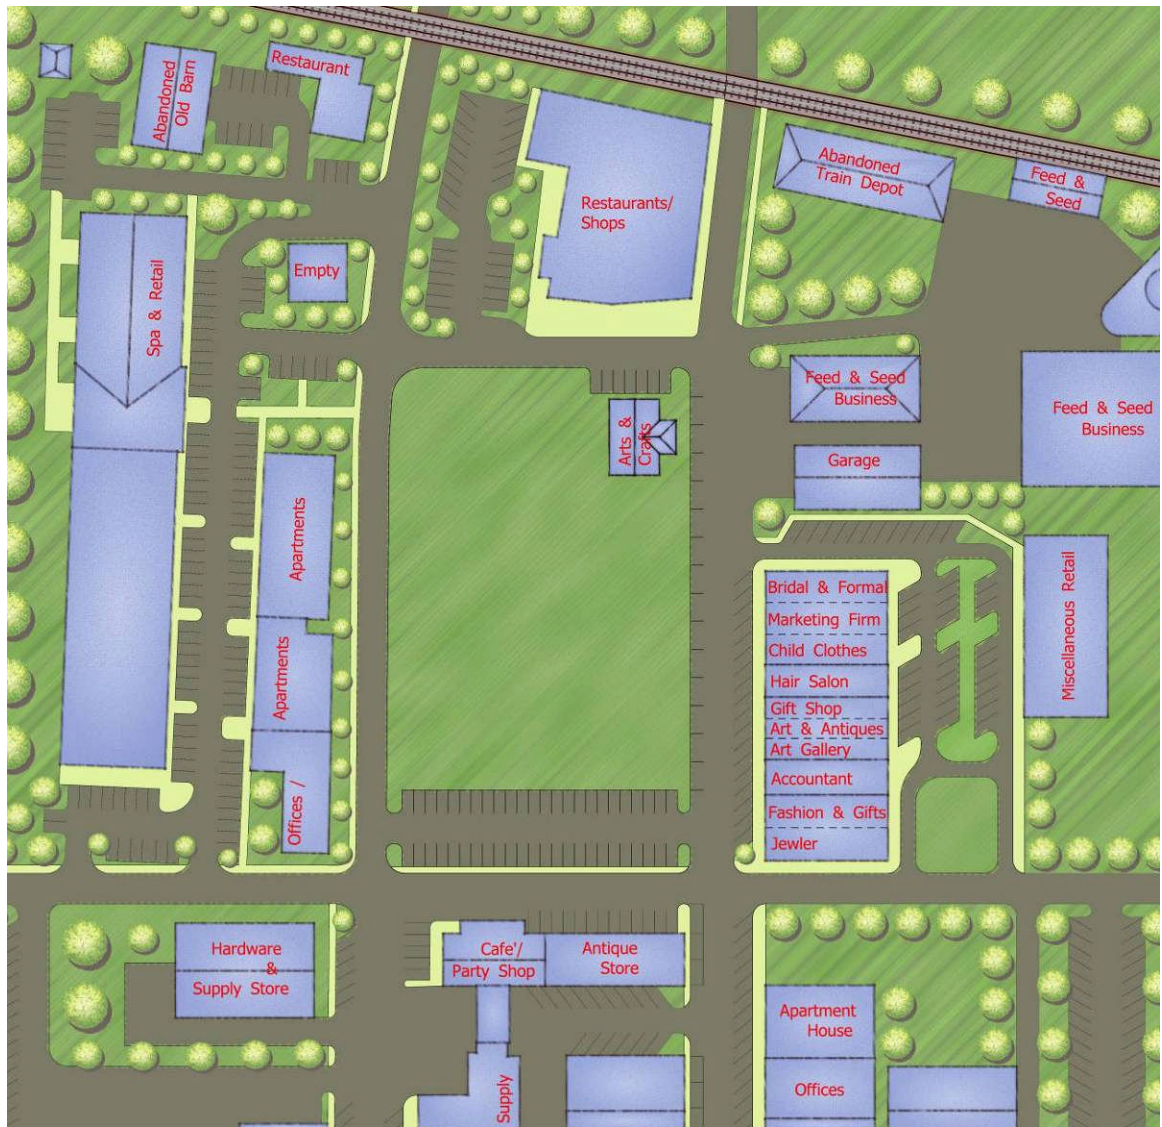 Abandoned
Old Barn
Restaurant
Restaurants/
Shops
Abandoned
Train Depot
Feed &
Seed
Spa & Retail
Empty
Arts &
Crafts
Feed & Seed
Business
Feed & Seed
Business
Garage
Apartments
Apartments
Offices /
Bridal & Formal
Marketing Firm
Child Clothes
Hair Salon
Gift Shop
Art & Antiques
Art Gallery
Accountant
Fashion & Gifts
Jewler
Miscellaneous Retail
Hardware
&
Supply Store
Cafe'/
Party Shop
Antique
Store
Supply
Apartment
House
Offices